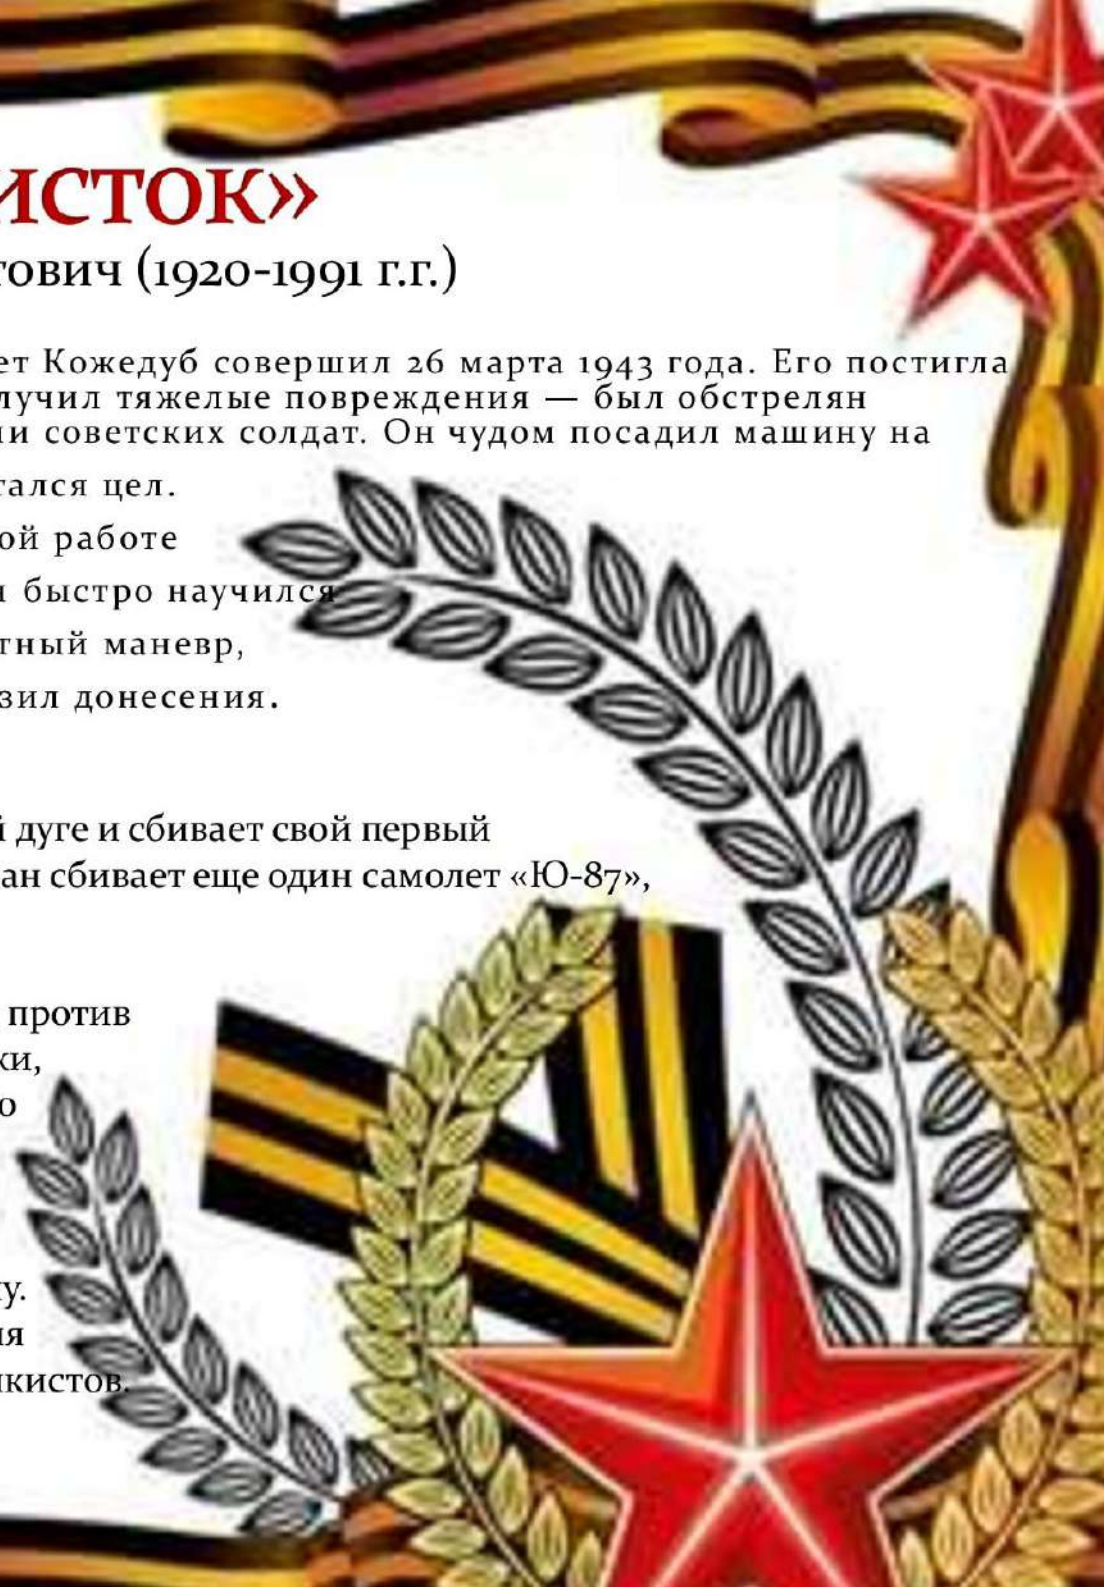 ИСТОК»
тович (1920-1991 г.г.)
ет Кожедуб совершил 26 марта 1943 года. Его постигла
лучил тяжелые повреждения — был обстрелян
ии советских солдат. Он чудом посадил машину на
тался цел.
ой работе
и быстро научился
тный маневр,
зил донесения.
й дуге и сбивает свой первый
ан сбивает еще один самолет «Ю-87»,
против
ки,
о
у.
ия
икистов.